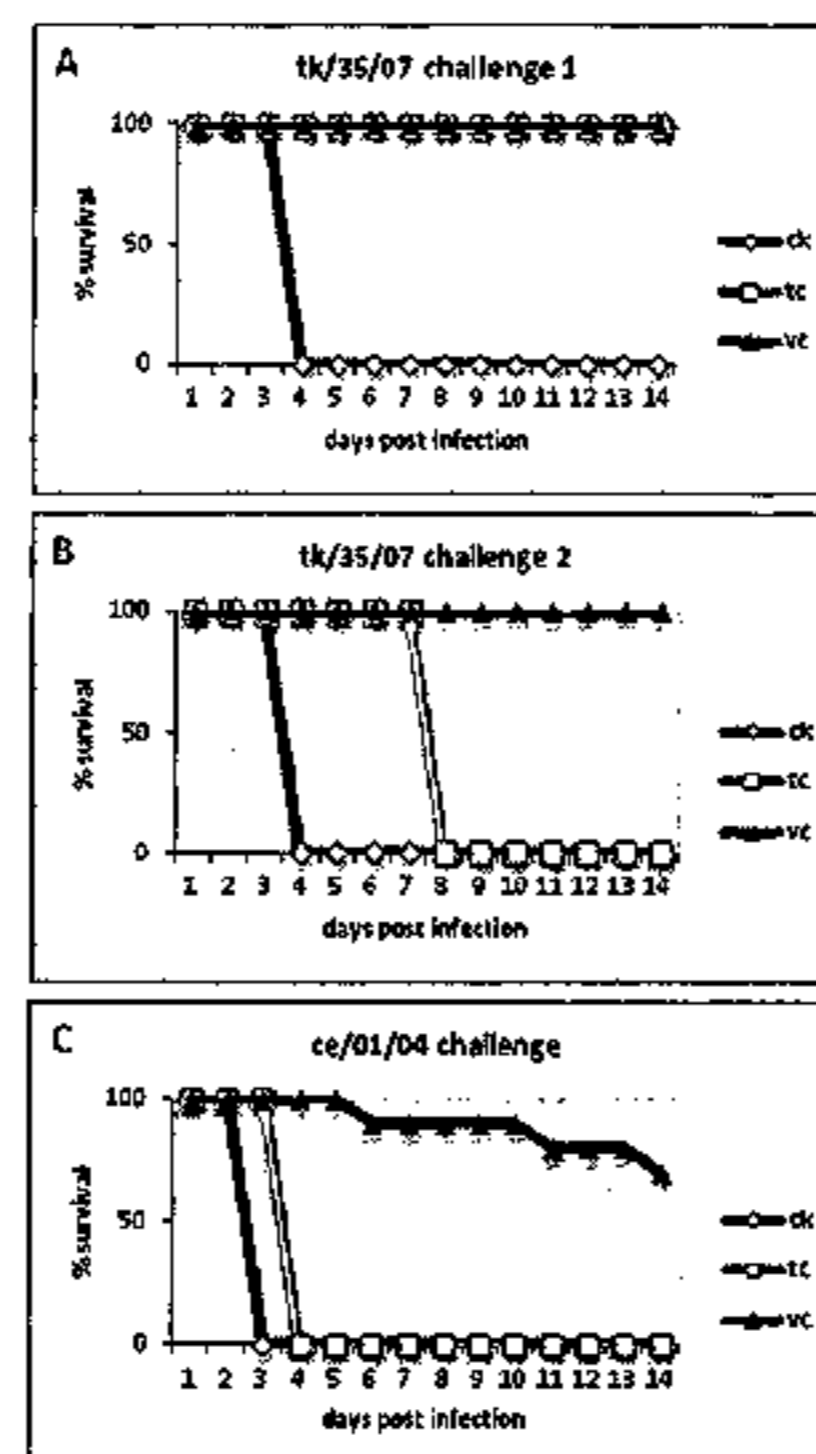 A
tk/35/07 challenge 1
100
50
0
% survival
1 2 3 4 5 6 7 8 9 10 11 12 13 14
days post infection
ck
tc
vc
B
tk/35/07 challenge 2
100
50
0
% survival
1 2 3 4 5 6 7 8 9 10 11 12 13 14
days post infection
ck
tc
vc
C
ce/01/04 challenge
100
50
0
% survival
1 2 3 4 5 6 7 8 9 10 11 12 13 14
days post infection
ck
tc
vc